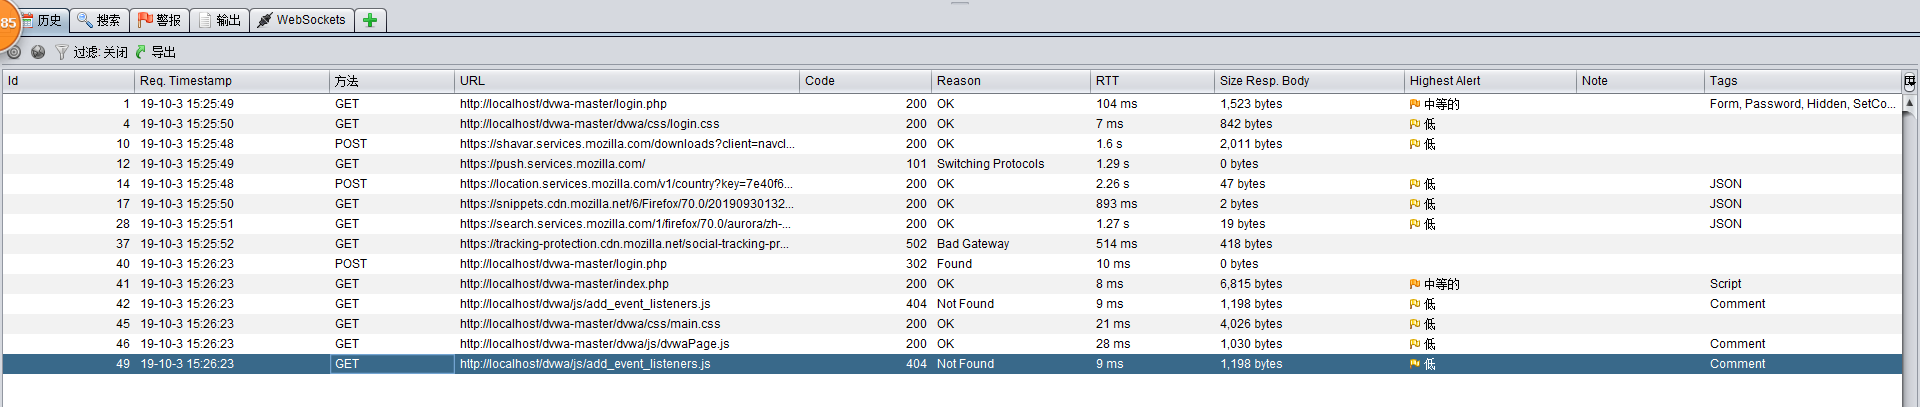 85 历史 搜索 警报 输出 WebSockets
过滤: 关闭 导出
Id Req. Timestamp 方法 URL Code Reason RTT Size Resp. Body Highest Alert Note Tags
1 19-10-3 15:25:49 GET http://localhost/dvwa-master/login.php 200 OK 104 ms 1,523 bytes 中等的 Form, Password, Hidden, SetCo...
4 19-10-3 15:25:50 GET http://localhost/dvwa-master/dvwa/css/login.css 200 OK 7 ms 842 bytes 低
10 19-10-3 15:25:48 POST https://shavar.services.mozilla.com/downloads?client=navcl... 200 OK 1.6 s 2,011 bytes 低
12 19-10-3 15:25:49 GET https://push.services.mozilla.com/ 101 Switching Protocols 1.29 s 0 bytes
14 19-10-3 15:25:48 POST https://location.services.mozilla.com/v1/country?key=7e40f6... 200 OK 2.26 s 47 bytes 低 JSON
17 19-10-3 15:25:50 GET https://snippets.cdn.mozilla.net/6/Firefox/70.0/20190930132... 200 OK 893 ms 2 bytes 低 JSON
28 19-10-3 15:25:51 GET https://search.services.mozilla.com/1/firefox/70.0/aurora/zh-... 200 OK 1.27 s 19 bytes 低 JSON
37 19-10-3 15:25:52 GET https://tracking-protection.cdn.mozilla.net/social-tracking-pr... 502 Bad Gateway 514 ms 418 bytes
40 19-10-3 15:26:23 POST http://localhost/dvwa-master/login.php 302 Found 10 ms 0 bytes
41 19-10-3 15:26:23 GET http://localhost/dvwa-master/index.php 200 OK 8 ms 6,815 bytes 中等的 Script
42 19-10-3 15:26:23 GET http://localhost/dvwa/js/add_event_listeners.js 404 Not Found 9 ms 1,198 bytes 低 Comment
45 19-10-3 15:26:23 GET http://localhost/dvwa-master/dvwa/css/main.css 200 OK 21 ms 4,026 bytes 低
46 19-10-3 15:26:23 GET http://localhost/dvwa-master/dvwa/js/dvwaPage.js 200 OK 28 ms 1,030 bytes 低 Comment
49 19-10-3 15:26:23 GET http://localhost/dvwa/js/add_event_listeners.js 404 Not Found 9 ms 1,198 bytes 低 Comment